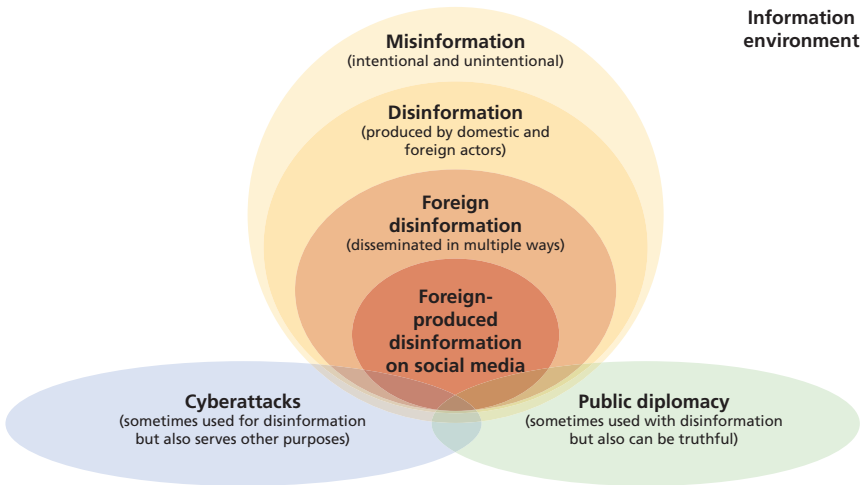 Information
environment
Misinformation
(intentional and unintentional)
Disinformation
(produced by domestic and
foreign actors)
Foreign
disinformation
(disseminated in multiple ways)
Foreign-
produced
disinformation
on social media
Cyberattacks
(sometimes used for disinformation
but also serves other purposes)
Public diplomacy
(sometimes used with disinformation
but also can be truthful)